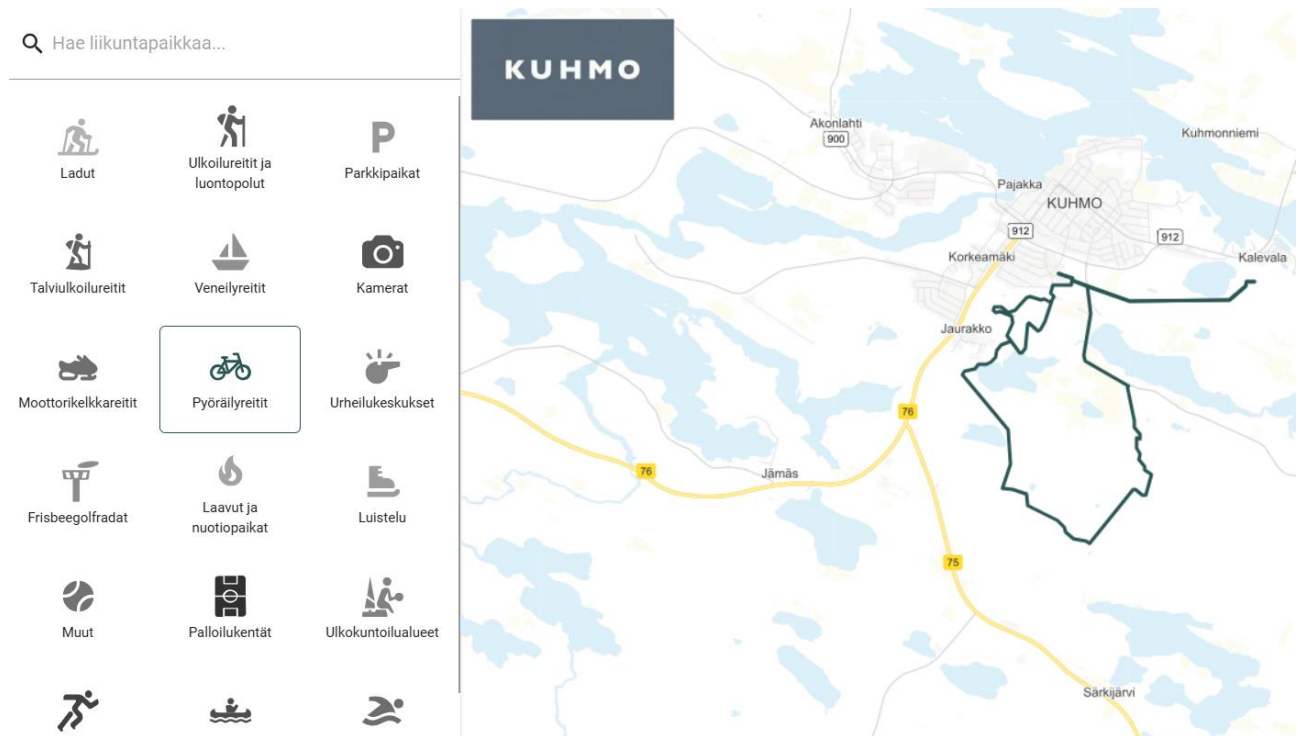 Hae liikuntapaikkaa...
Ladut
Ulkoilureitit ja
luontopolut
P
Parkkipaikat
Talviulkoilureitit
Veneilyreitit
Kamerat
Moottorikelkkareitit
Pyöräilyreitit
Urheilukeskukset
Frisbeegolfradat
Laavut ja
nuotiopaikat
Luistelu
Muut
Palloilukentät
Ulkokuntoilualueet
KUHMO
Akonlahti
900
Kuhmonniemi
Pajakka
KUHMO
912
912
Korkeamäki
Kalevala
Jaurakko
76
76
Jämäs
75
Särkijärvi